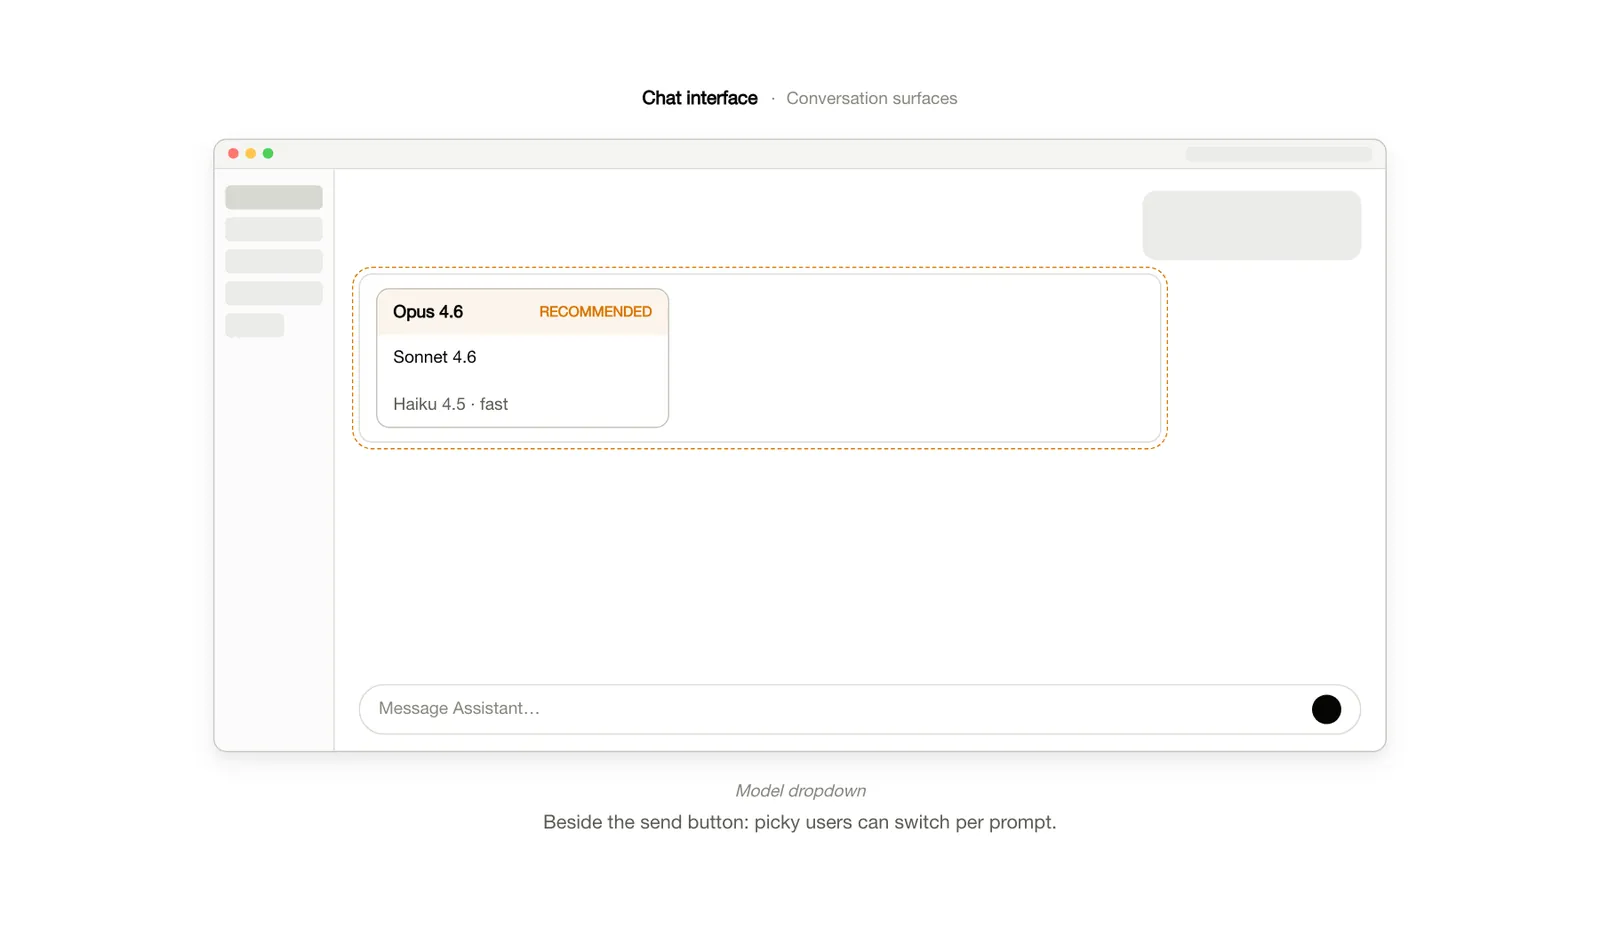 Chat interface · Conversation surfaces
Opus 4.6 RECOMMENDED
Sonnet 4.6
Haiku 4.5 · fast
Message Assistant…
Model dropdown
Beside the send button: picky users can switch per prompt.